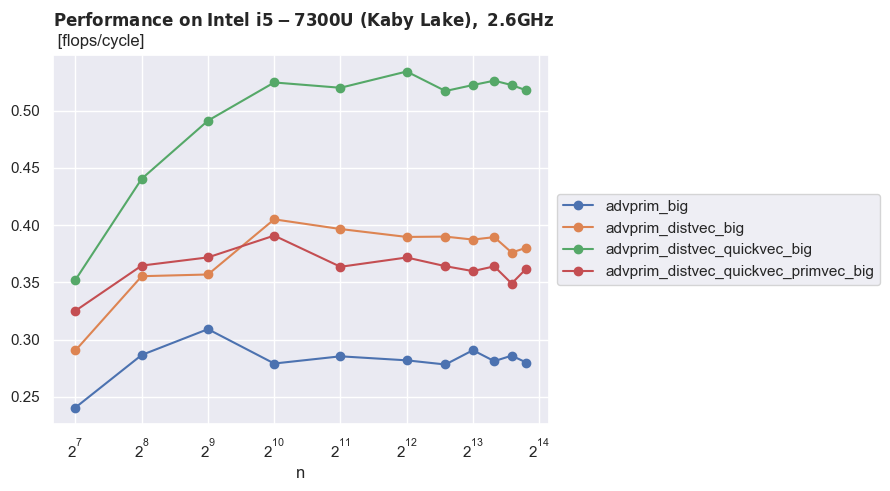 Performance on Intel i5 − 7300U (Kaby Lake), 2.6GHz
[flops/cycle]
0.50
0.45
0.40
0.35
0.30
0.25
2^7 2^8 2^9 2^10 2^11 2^12 2^13 2^14
n
advprim_big
advprim_distvec_big
advprim_distvec_quickvec_big
advprim_distvec_quickvec_primvec_big